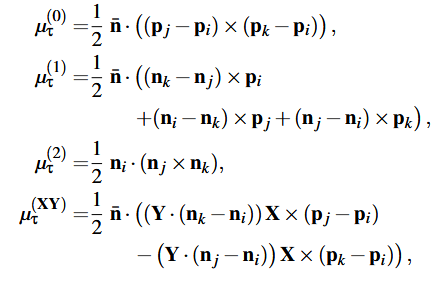 μ_τ^(0) = 1/2 n̄ · ((p_j − p_i) × (p_k − p_i)),
μ_τ^(1) = 1/2 n̄ · ((n_k − n_j) × p_i
+(n_i − n_k) × p_j + (n_j − n_i) × p_k),
μ_τ^(2) = 1/2 n_i · (n_j × n_k),
μ_τ^(XY) = 1/2 n̄ · ((Y · (n_k − n_i)) X × (p_j − p_i)
− (Y · (n_j − n_i)) X × (p_k − p_i)),